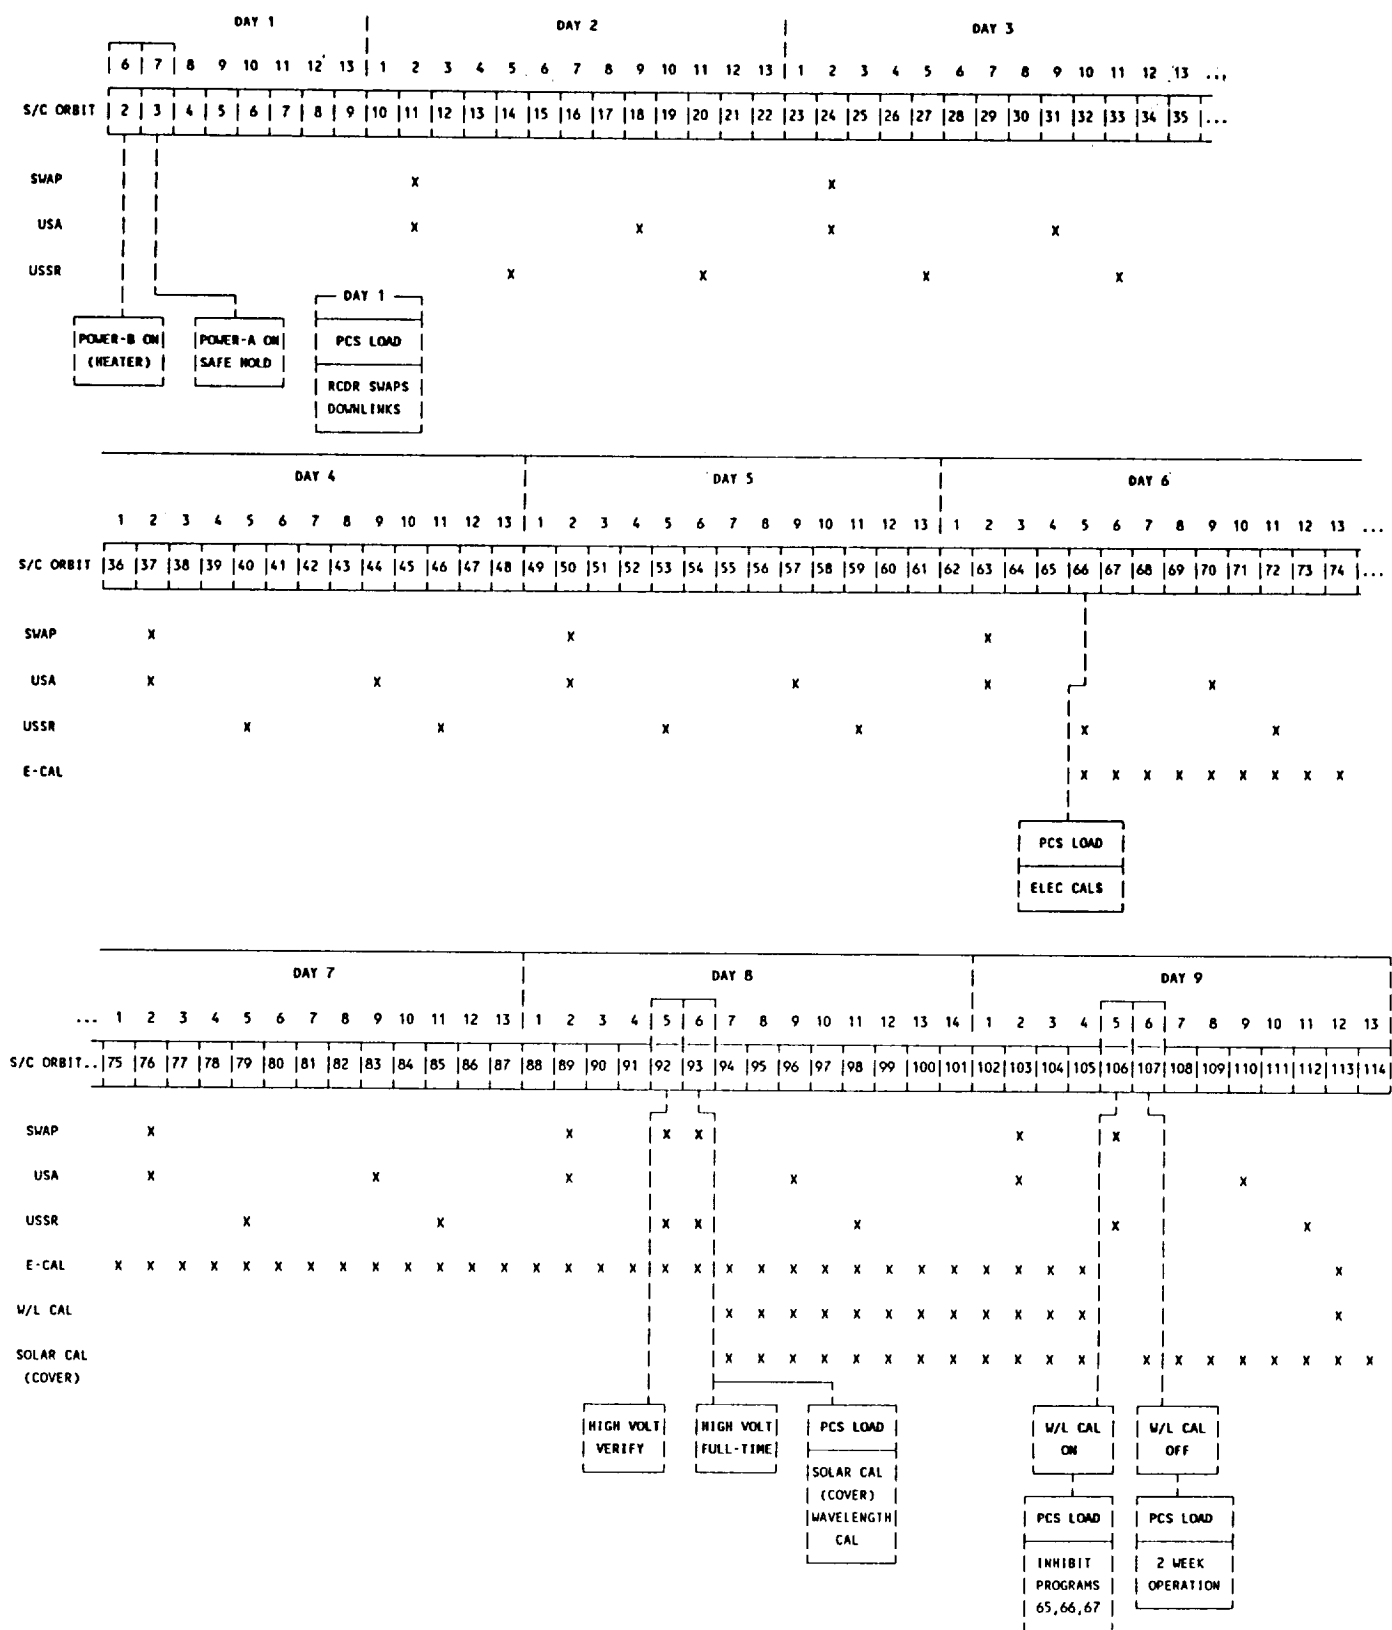 DAY 1 DAY 2 DAY 3
6 7 8 9 10 11 12 13 1 2 3 4 5 6 7 8 9 10 11 12 13 1 2 3 4 5 6 7 8 9 10 11 12 13 ...
S/C ORBIT 2 3 4 5 6 7 8 9 10 11 12 13 14 15 16 17 18 19 20 21 22 23 24 25 26 27 28 29 30 31 32 33 34 35 ...
SWAP X X
USA X X X X
USSR X X X X
POWER-B ON
(HEATER)
POWER-A ON
SAFE HOLD
DAY 1
PCS LOAD
RCDR SWAPS
DOWNLINKS
DAY 4 DAY 5 DAY 6
1 2 3 4 5 6 7 8 9 10 11 12 13 1 2 3 4 5 6 7 8 9 10 11 12 13 1 2 3 4 5 6 7 8 9 10 11 12 13 ...
S/C ORBIT 36 37 38 39 40 41 42 43 44 45 46 47 48 49 50 51 52 53 54 55 56 57 58 59 60 61 62 63 64 65 66 67 68 69 70 71 72 73 74 ...
SWAP X X X
USA X X X X X X
USSR X X X X X X
E-CAL X X X X X X X X X
PCS LOAD
ELEC CALS
DAY 7 DAY 8 DAY 9
... 1 2 3 4 5 6 7 8 9 10 11 12 13 1 2 3 4 5 6 7 8 9 10 11 12 13 14 1 2 3 4 5 6 7 8 9 10 11 12 13
S/C ORBIT.. 75 76 77 78 79 80 81 82 83 84 85 86 87 88 89 90 91 92 93 94 95 96 97 98 99 100 101 102 103 104 105 106 107 108 109 110 111 112 113 114
SWAP X X X X X X
USA X X X X X X
USSR X X X X X X X
E-CAL X X X X X X X X X X X X X X X X X X X X X X X X X X X X X X X X
W/L CAL X X X X X X X X X X X X X
SOLAR CAL X X X X X X X X X X X X X X X X X X X X
(COVER)
HIGH VOLT
VERIFY
HIGH VOLT
FULL-TIME
PCS LOAD
SOLAR CAL
(COVER)
WAVELENGTH
CAL
W/L CAL
ON
PCS LOAD
INHIBIT
PROGRAMS
65,66,67
W/L CAL
OFF
PCS LOAD
2 WEEK
OPERATION